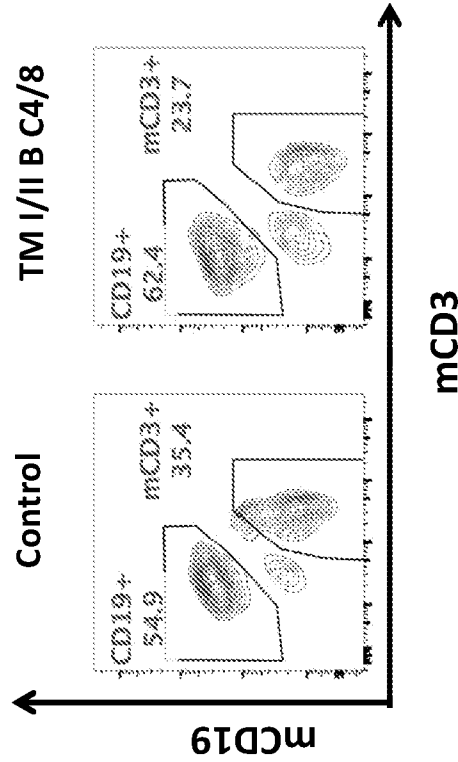 Control
TM I/II B C4/8
CD19+
54.9
mCD3+
35.4
CD19+
62.4
mCD3+
23.7
mCD19
mCD3